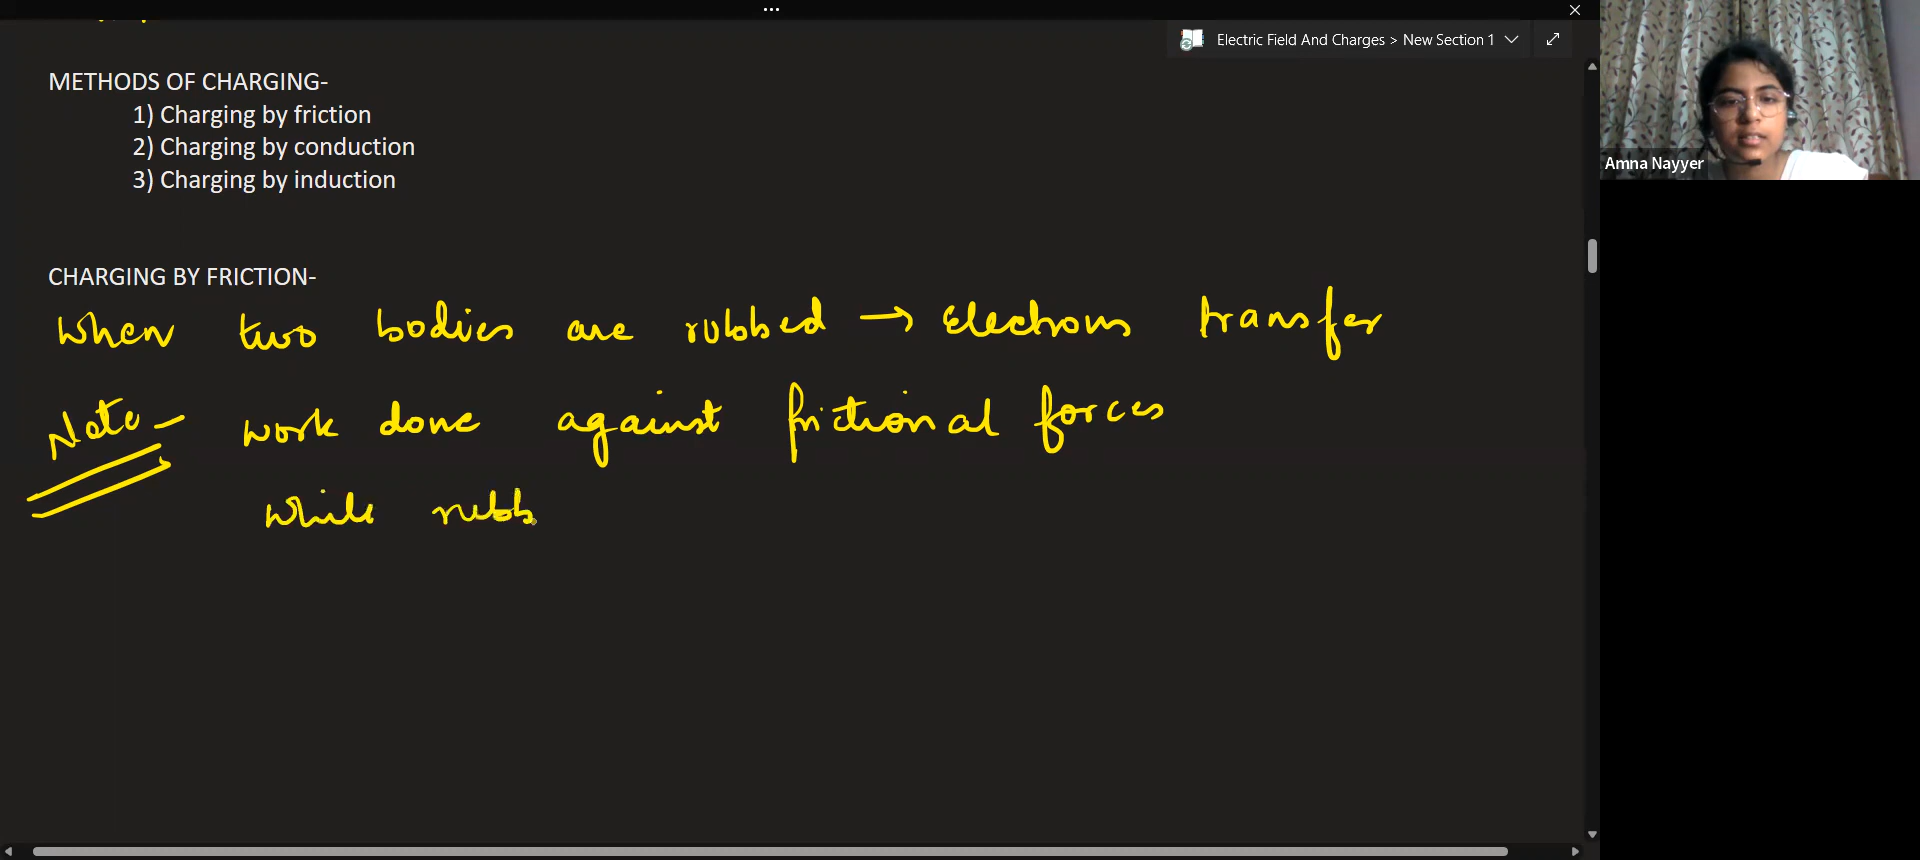 Electric Field And Charges > New Section 1
METHODS OF CHARGING-
1) Charging by friction
2) Charging by conduction
3) Charging by induction
Amna Nayyer
CHARGING BY FRICTION-
When two bodies are rubbed → Electrons transfer
Note - work done against frictional forces
while rubb